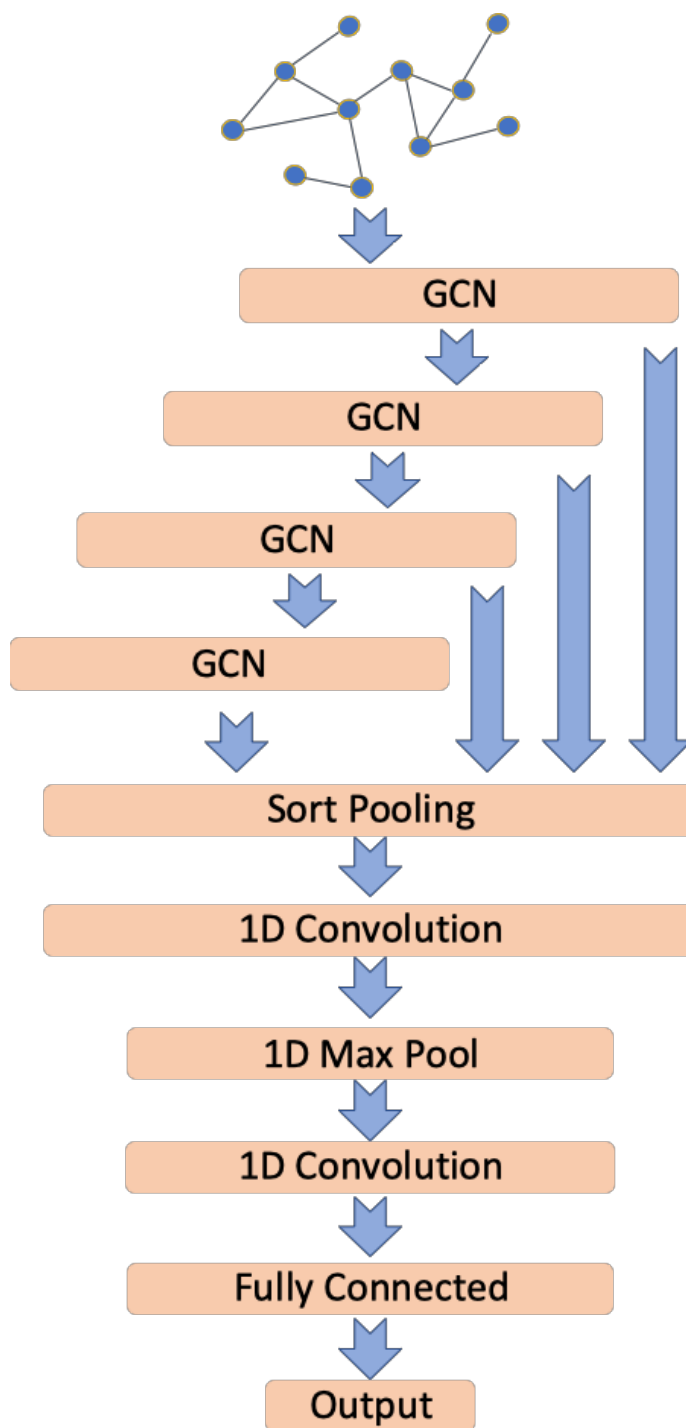 GCN
GCN
GCN
GCN
Sort Pooling
1D Convolution
1D Max Pool
1D Convolution
Fully Connected
Output